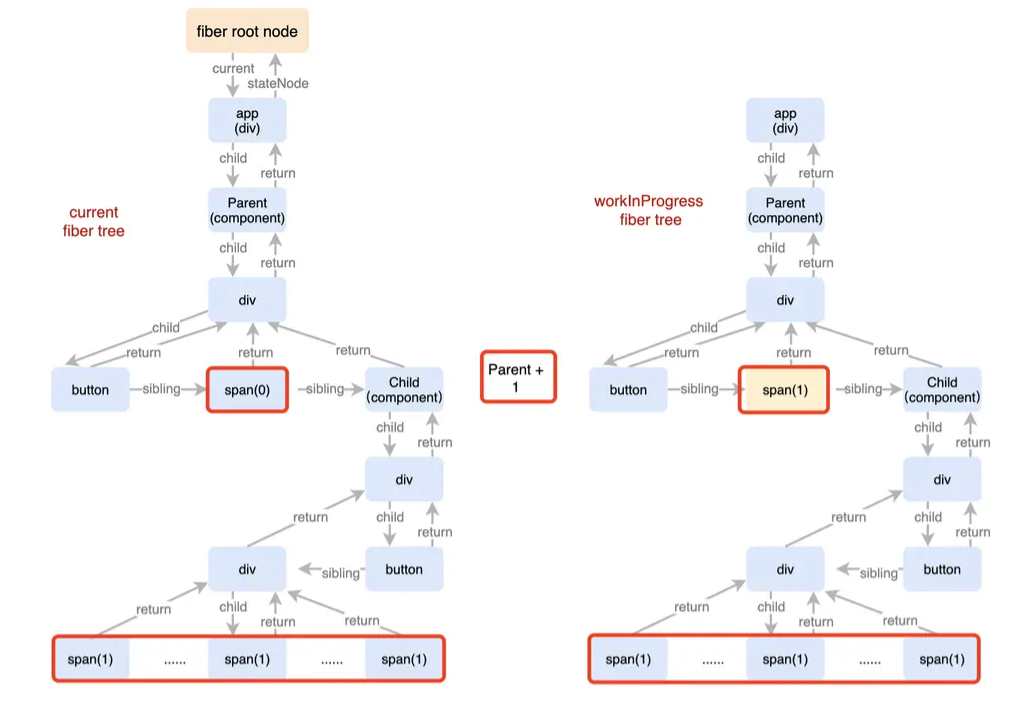 fiber root node
current
stateNode
app
(div)
child
return
Parent
(component)
current
fiber tree
child
return
div
child
return
return
return
button
sibling
span(0)
sibling
Child
(component)
child
return
div
return
child
return
div
sibling
button
return
child
return
return
span(1)
......
span(1)
......
span(1)
Parent +
1
app
(div)
child
return
workInProgress
fiber tree
Parent
(component)
child
return
div
child
return
return
return
button
sibling
span(1)
sibling
Child
(component)
child
return
div
return
child
return
div
sibling
button
return
child
return
return
span(1)
......
span(1)
......
span(1)